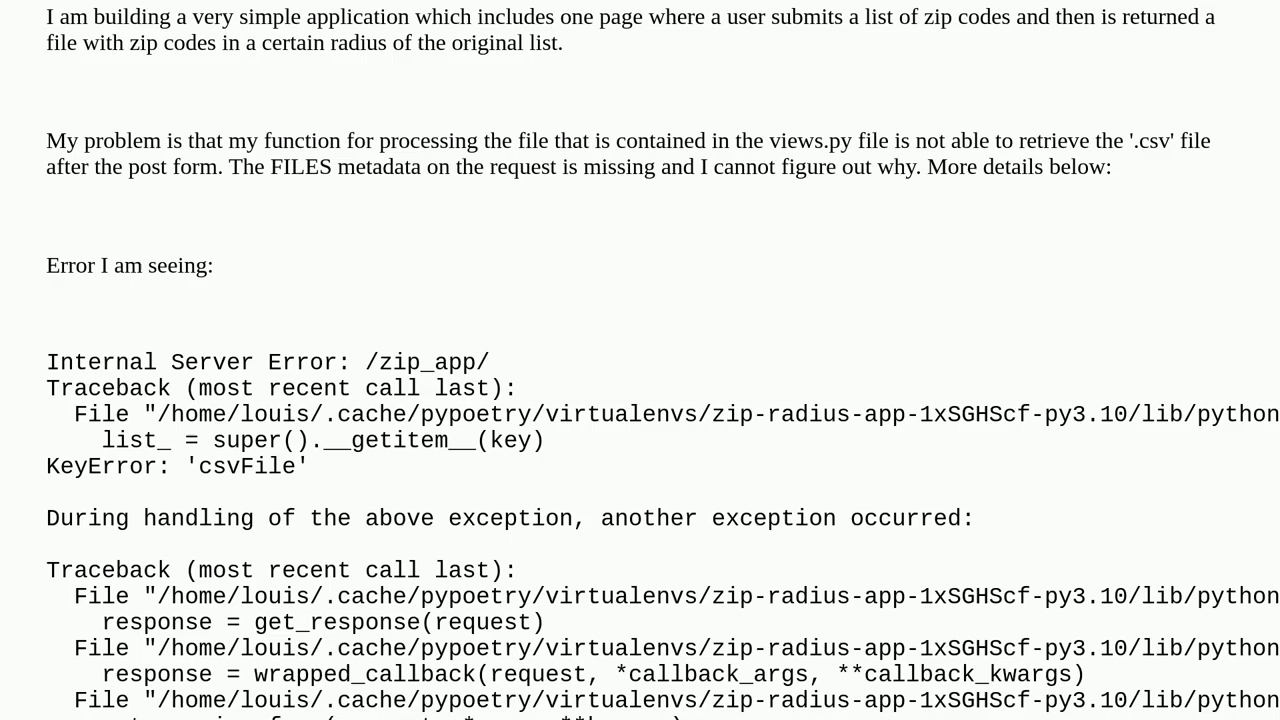 I am building a very simple application which includes one page where a user submits a list of zip codes and then is returned a
file with zip codes in a certain radius of the original list.
My problem is that my function for processing the file that is contained in the views.py file is not able to retrieve the '.csv' file
after the post form. The FILES metadata on the request is missing and I cannot figure out why. More details below:
Error I am seeing:
Internal Server Error: /zip_app/
Traceback (most recent call last):
  File "/home/louis/.cache/pypoetry/virtualenvs/zip-radius-app-1xSGHScf-py3.10/lib/python
    list_ = super().__getitem__(key)
KeyError: 'csvFile'
During handling of the above exception, another exception occurred:
Traceback (most recent call last):
  File "/home/louis/.cache/pypoetry/virtualenvs/zip-radius-app-1xSGHScf-py3.10/lib/python
    response = get_response(request)
  File "/home/louis/.cache/pypoetry/virtualenvs/zip-radius-app-1xSGHScf-py3.10/lib/python
    response = wrapped_callback(request, *callback_args, **callback_kwargs)
  File "/home/louis/.cache/pypoetry/virtualenvs/zip-radius-app-1xSGHScf-py3.10/lib/python